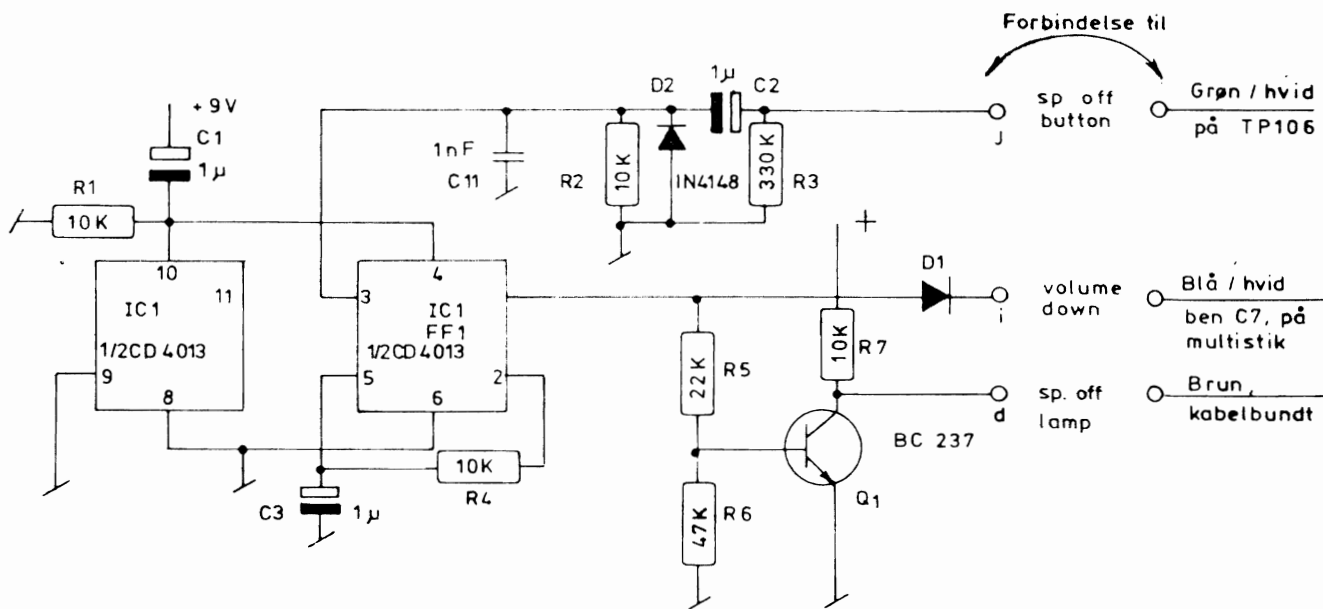 Forbindelse til
D2
1µ
C2
+9V
C1
1µ
1nF
C11
R2
10K
IN4148
330K
R3
J
sp off
button
Grøn / hvid
på TP106
R1
10K
+
10
IC1
11
1/2CD4013
9
8
4
3
IC1
FF1
1/2CD4013
5
2
6
D1
i
volume
down
Blå / hvid
ben C7, på
multistik
R5
22K
10K
R7
d
sp. off
lamp
Brun,
kabelbundt
BC 237
Q1
10K
R4
C3
1µ
R6
47K